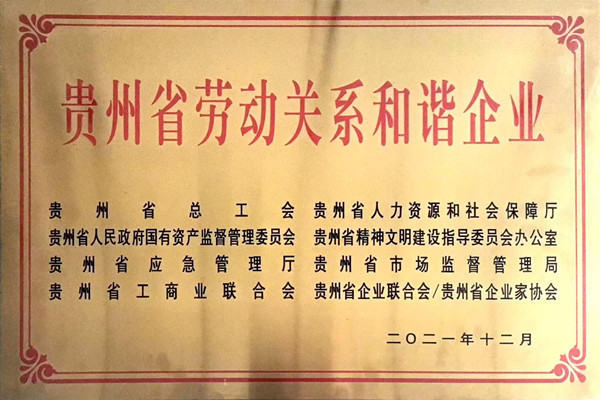 贵州省劳动关系和谐企业
贵州省总工会 贵州省人力资源和社会保障厅
贵州省人民政府国有资产监督管理委员会 贵州省精神文明建设指导委员会办公室
贵州省应急管理厅 贵州省市场监督管理局
贵州省工商业联合会 贵州省企业联合会/贵州省企业家协会
二〇二一年十二月